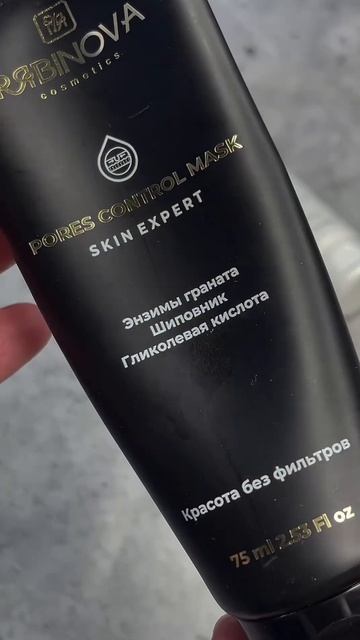 RABINOVA
cosmetics
PORES CONTROL MASK
SKIN EXPERT
Энзимы граната
Шиповник
Гликолевая кислота
Красота без фильтров
75 ml 2.53 Fl oz